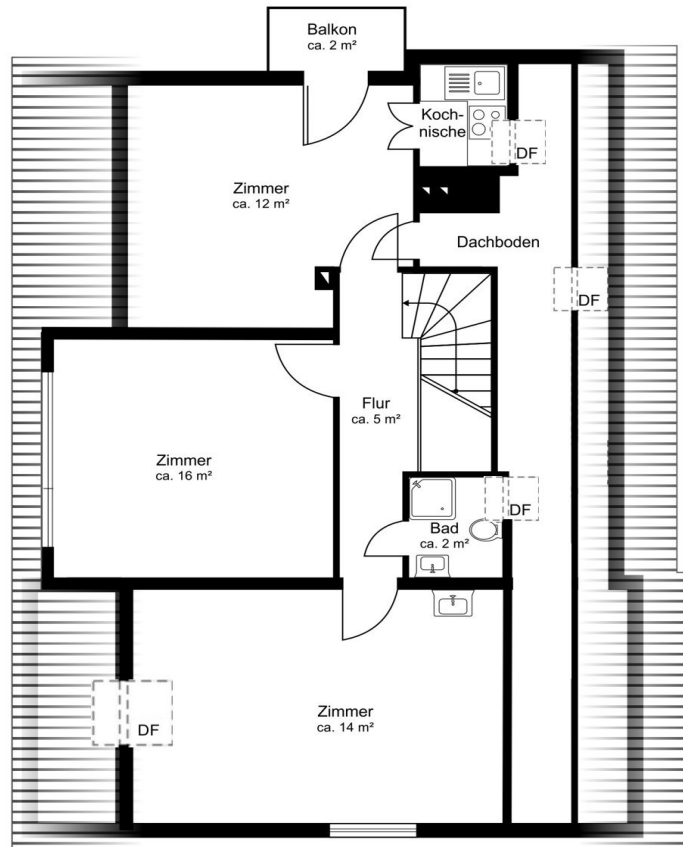 Balkon
ca. 2 m²
Koch-
nische
DF
Zimmer
ca. 12 m²
Dachboden
DF
Flur
ca. 5 m²
Zimmer
ca. 16 m²
DF
Bad
ca. 2 m²
Zimmer
ca. 14 m²
DF